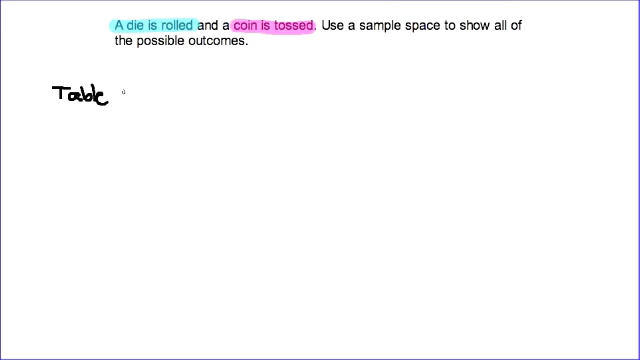 A die is rolled and a coin is tossed. Use a sample space to show all of
the possible outcomes.
Table